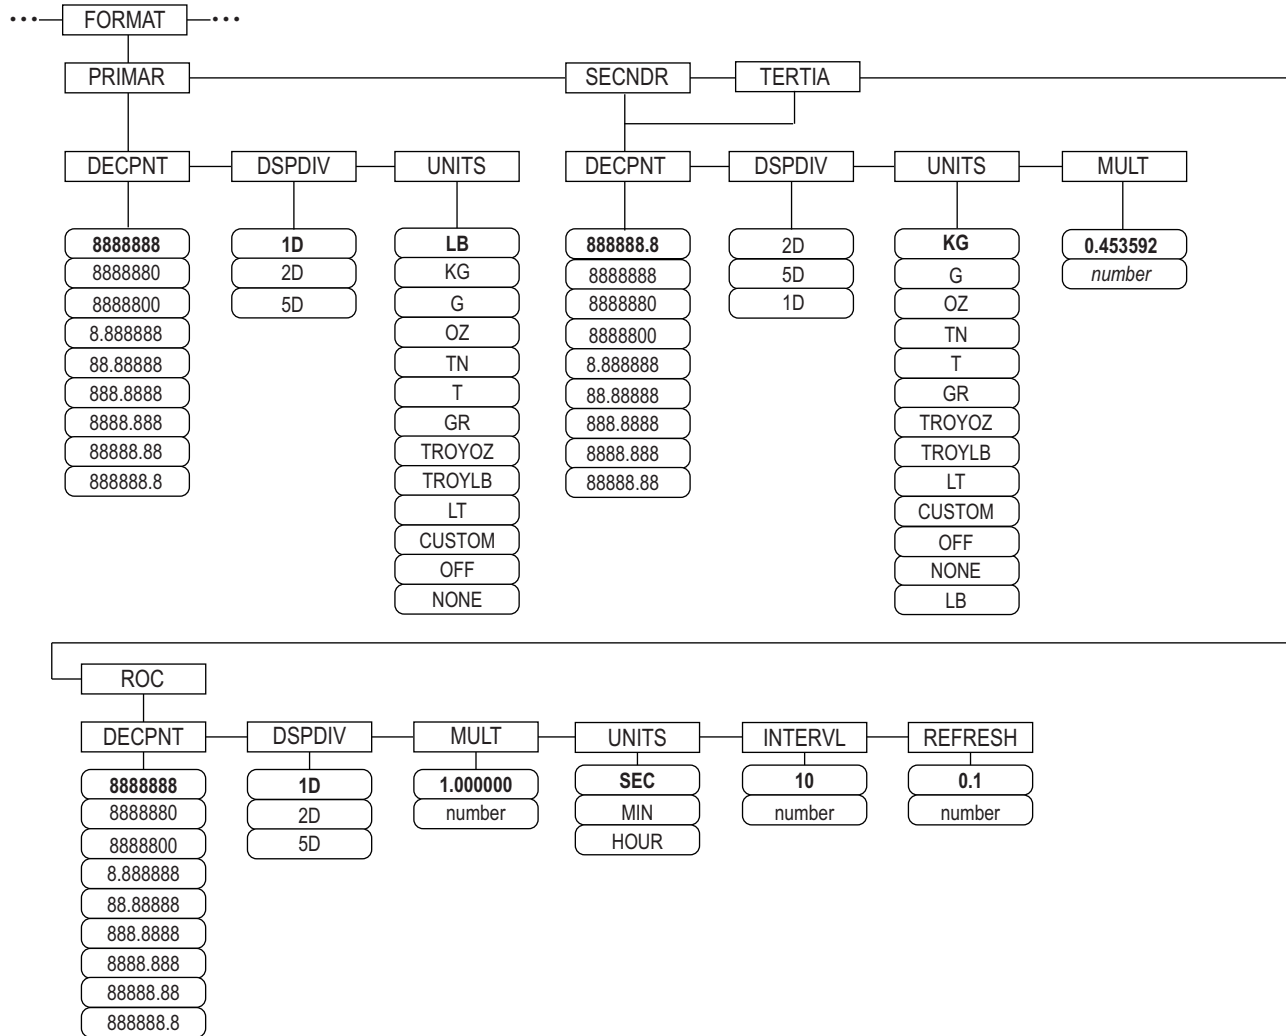 ••• FORMAT •••
PRIMAR SECNDR TERTIA
DECPNT DSPDIV UNITS DECPNT DSPDIV UNITS MULT
8888888 1D LB 888888.8 2D KG 0.453592
8888880 2D KG 8888888 5D G number
8888800 5D G 8888880 1D OZ
8.888888 OZ 8888800 TN
88.88888 TN 8.888888 T
888.8888 T 88.88888 GR
8888.888 GR 888.8888 TROYOZ
88888.88 TROYOZ 8888.888 TROYLB
888888.8 TROYLB 88888.88 LT
LT CUSTOM
CUSTOM OFF
OFF NONE
NONE LB
ROC
DECPNT DSPDIV MULT UNITS INTERVL REFRESH
8888888 1D 1.000000 SEC 10 0.1
8888880 2D number MIN number number
8888800 5D HOUR
8.888888
88.88888
888.8888
8888.888
88888.88
888888.8